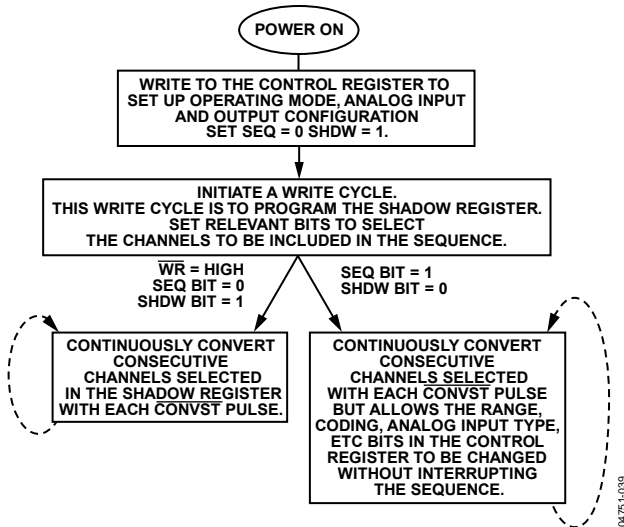 POWER ON
WRITE TO THE CONTROL REGISTER TO
SET UP OPERATING MODE, ANALOG INPUT
AND OUTPUT CONFIGURATION
SET SEQ = 0 SHDW = 1.
INITIATE A WRITE CYCLE.
THIS WRITE CYCLE IS TO PROGRAM THE SHADOW REGISTER.
SET RELEVANT BITS TO SELECT
THE CHANNELS TO BE INCLUDED IN THE SEQUENCE.
W̅R̅ = HIGH
SEQ BIT = 0
SHDW BIT = 1
SEQ BIT = 1
SHDW BIT = 0
CONTINUOUSLY CONVERT
CONSECUTIVE
CHANNELS SELECTED
IN THE SHADOW REGISTER
WITH EACH C̅O̅N̅V̅S̅T̅ PULSE.
CONTINUOUSLY CONVERT
CONSECUTIVE
CHANNELS SELECTED
WITH EACH C̅O̅N̅V̅S̅T̅ PULSE
BUT ALLOWS THE RANGE,
CODING, ANALOG INPUT TYPE,
ETC BITS IN THE CONTROL
REGISTER TO BE CHANGED
WITHOUT INTERRUPTING
THE SEQUENCE.
04751-039